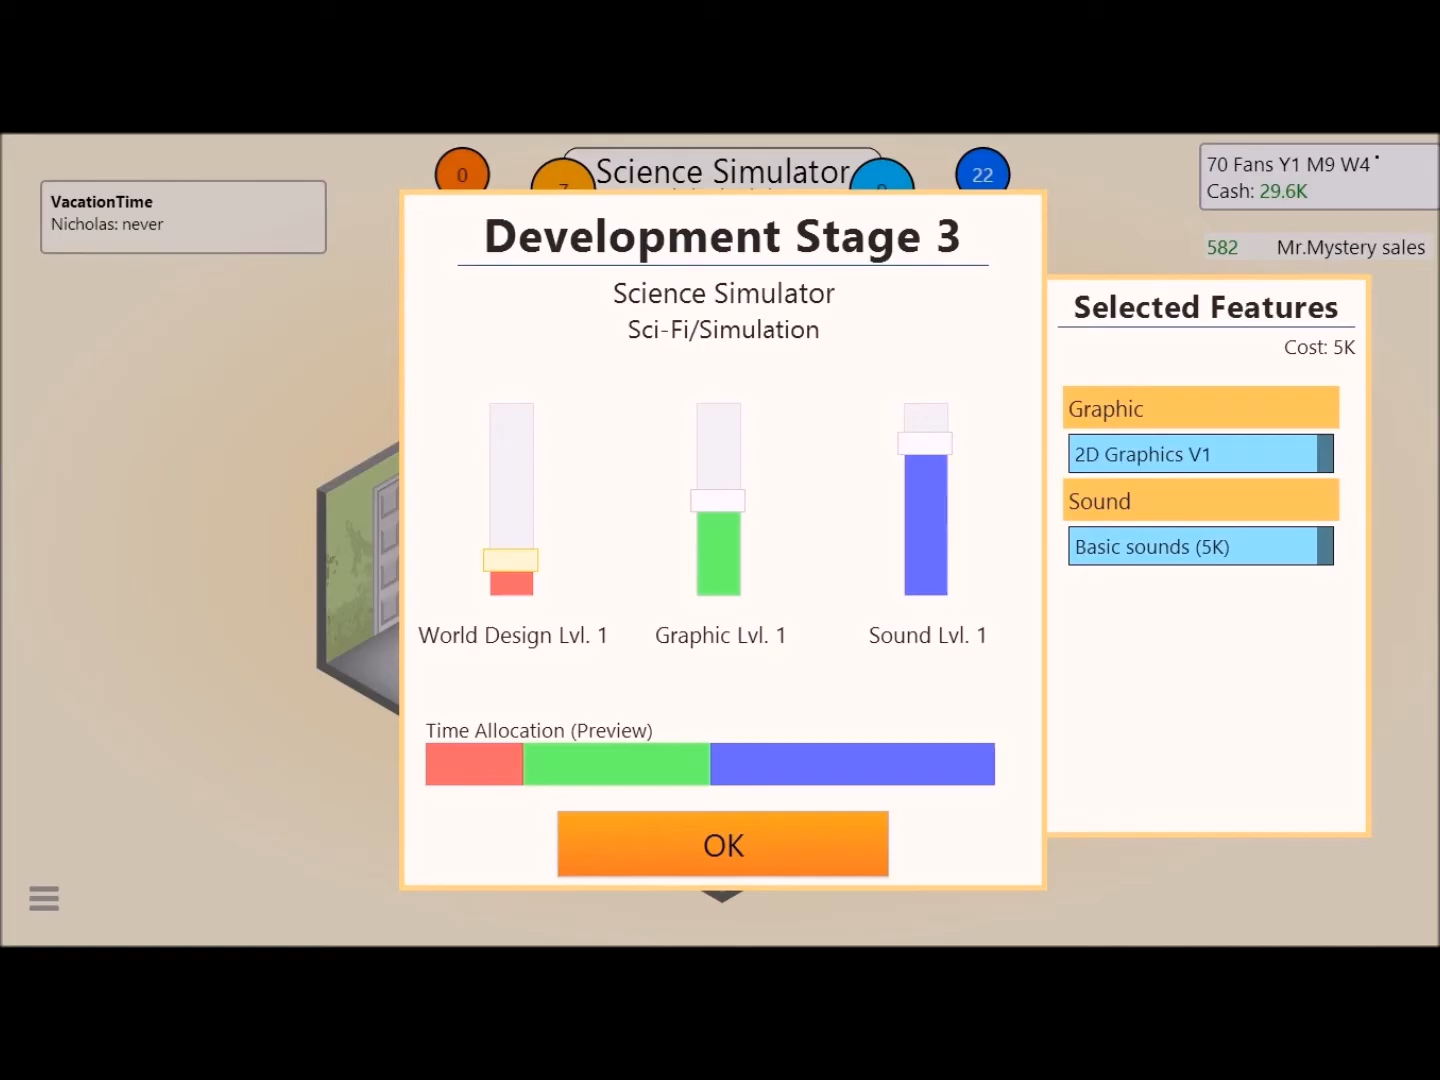 VacationTime
Nicholas: never
0
7
Science Simulator
22
70 Fans Y1 M9 W4
Cash: 29.6K
582 Mr.Mystery sales
Development Stage 3
Science Simulator
Sci-Fi/Simulation
World Design Lvl. 1
Graphic Lvl. 1
Sound Lvl. 1
Time Allocation (Preview)
OK
Selected Features
Cost: 5K
Graphic
2D Graphics V1
Sound
Basic sounds (5K)